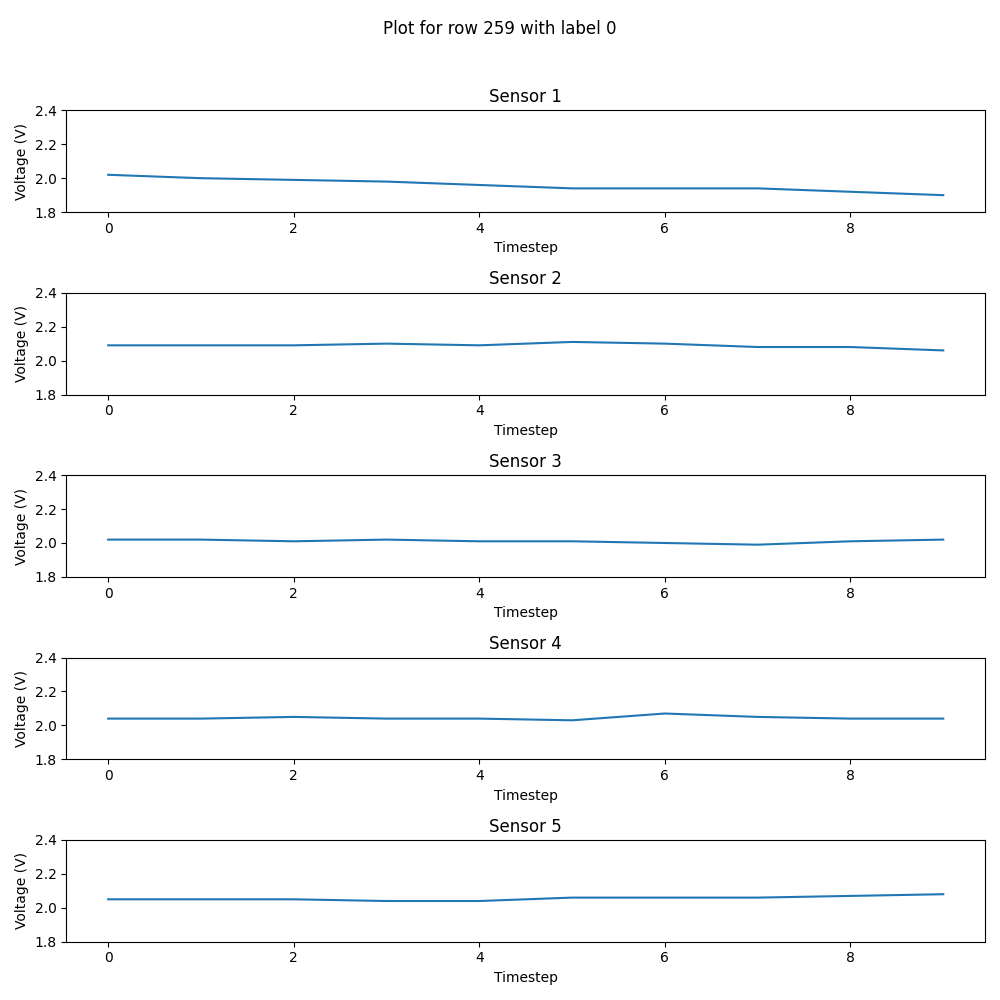 Plot for row 259 with label 0
Sensor 1
Voltage (V)
2.4
2.2
2.0
1.8
0 2 4 6 8
Timestep
Sensor 2
Voltage (V)
2.4
2.2
2.0
1.8
0 2 4 6 8
Timestep
Sensor 3
Voltage (V)
2.4
2.2
2.0
1.8
0 2 4 6 8
Timestep
Sensor 4
Voltage (V)
2.4
2.2
2.0
1.8
0 2 4 6 8
Timestep
Sensor 5
Voltage (V)
2.4
2.2
2.0
1.8
0 2 4 6 8
Timestep